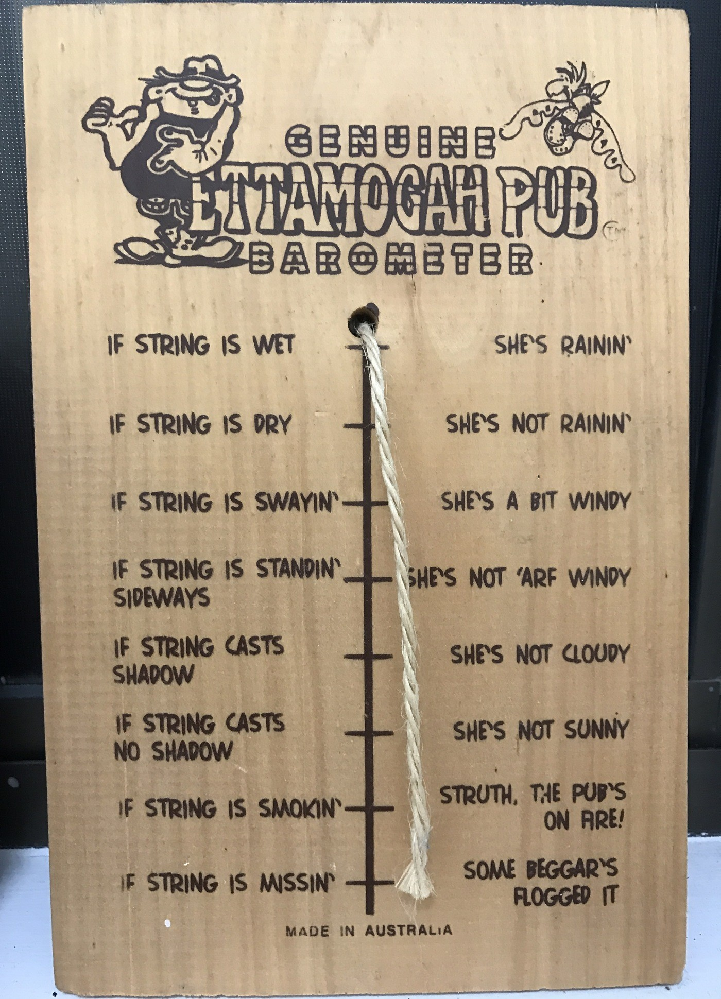 GENUINE
ETTAMOGAH PUB
TM
BAROMETER
IF STRING IS WET SHE'S RAININ'
IF STRING IS DRY SHE'S NOT RAININ'
IF STRING IS SWAYIN' SHE'S A BIT WINDY
IF STRING IS STANDIN' SHE'S NOT 'ARF WINDY
SIDEWAYS
IF STRING CASTS SHE'S NOT CLOUDY
SHADOW
IF STRING CASTS SHE'S NOT SUNNY
NO SHADOW
IF STRING IS SMOKIN' STRUTH, THE PUB'S
ON FIRE!
IF STRING IS MISSIN' SOME BEGGAR'S
FLOGGED IT
MADE IN AUSTRALIA